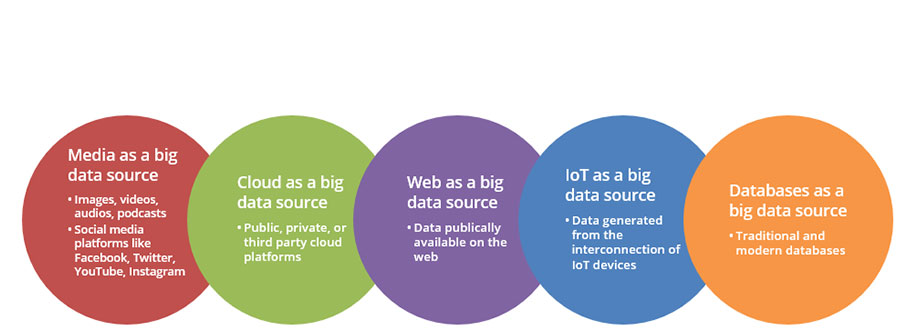 Media as a big
data source
• Images, videos,
audios, podcasts
• Social media
platforms like
Facebook, Twitter,
YouTube, Instagram
Cloud as a big
data source
• Public, private, or
third party cloud
platforms
Web as a big
data source
• Data publically
available on the
web
IoT as a big
data source
• Data generated
from the
interconnection of
IoT devices
Databases as a
big data source
• Traditional and
modern databases